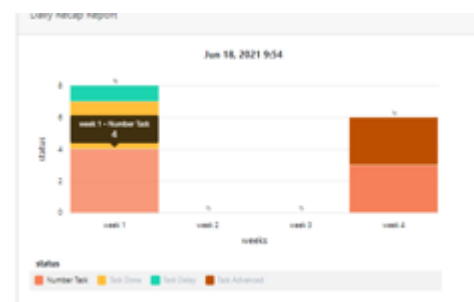 Daily Recap Report
Jun 18, 2021 9:54
8
6
4
2
0
status
week 1 - Number Task
4
week 1
week 2
week 3
week 4
weeks
status
Number Task Task Done Task Delay Task Advanced